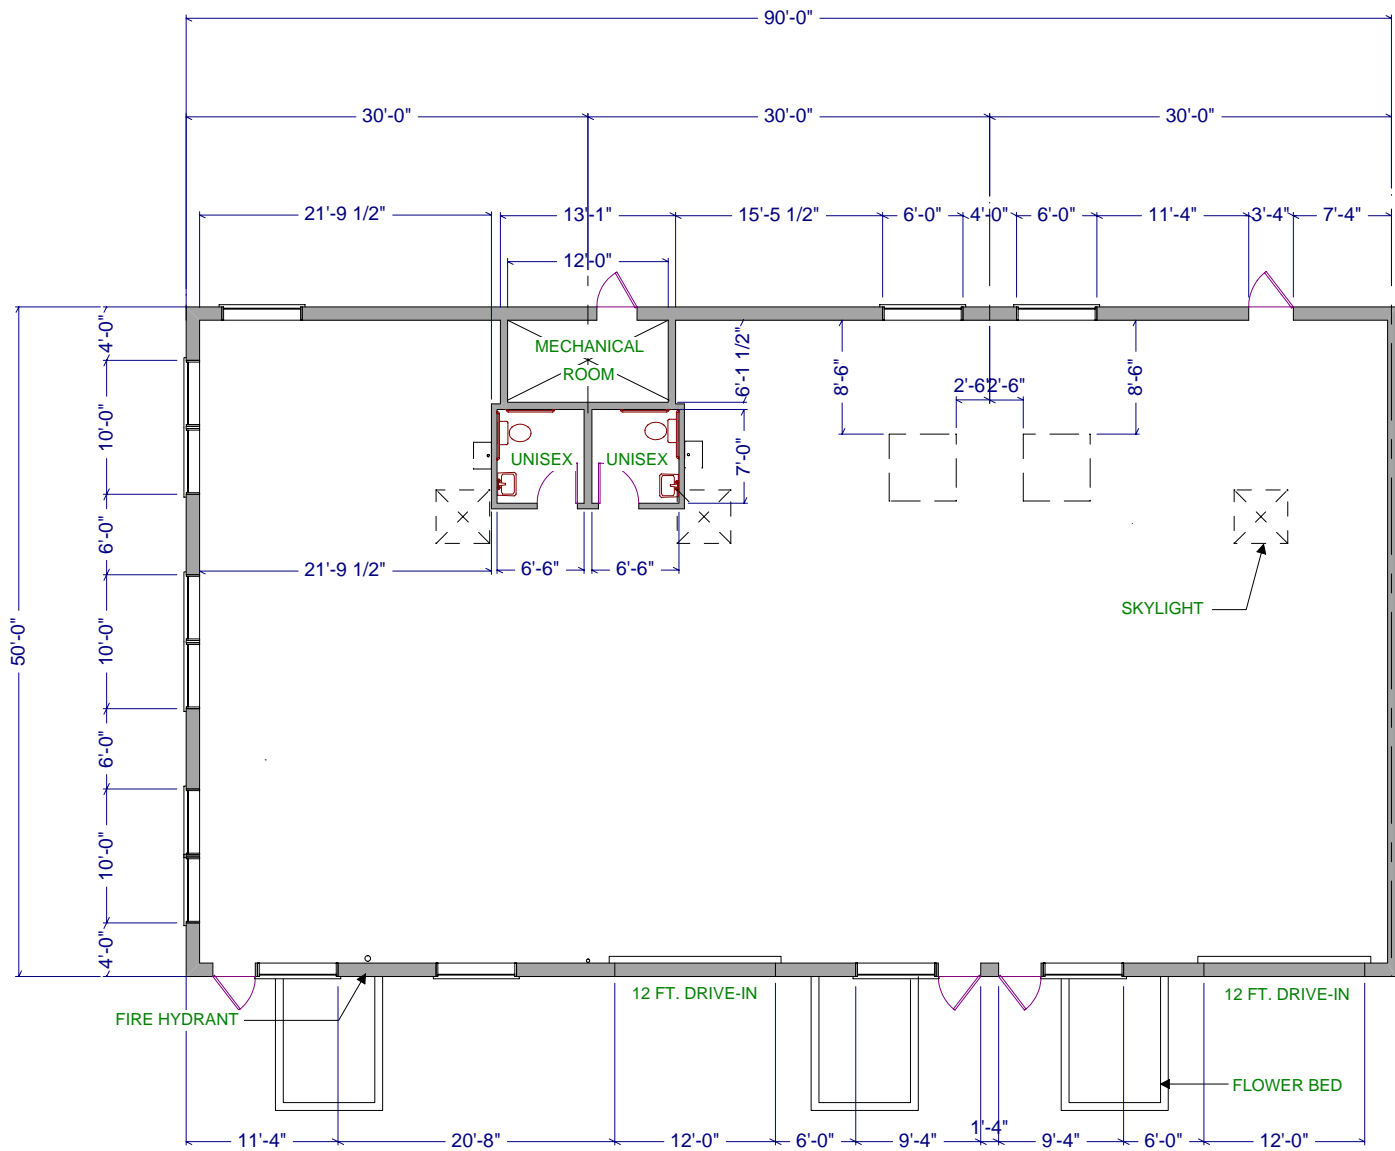 90'-0"
30'-0" 30'-0" 30'-0"
21'-9 1/2" 13'-1" 15'-5 1/2" 6'-0" 4'-0" 6'-0" 11'-4" 3'-4" 7'-4"
12'-0"
4'-0"
10'-0"
6'-0"
10'-0"
6'-0"
10'-0"
4'-0"
50'-0"
MECHANICAL
ROOM
6'-1 1/2"
8'-6"
2'-6" 2'-6"
8'-6"
UNISEX UNISEX
7'-0"
21'-9 1/2" 6'-6" 6'-6"
SKYLIGHT
12 FT. DRIVE-IN 12 FT. DRIVE-IN
FIRE HYDRANT
FLOWER BED
11'-4" 20'-8" 12'-0" 6'-0" 9'-4" 1'-4" 9'-4" 6'-0" 12'-0"